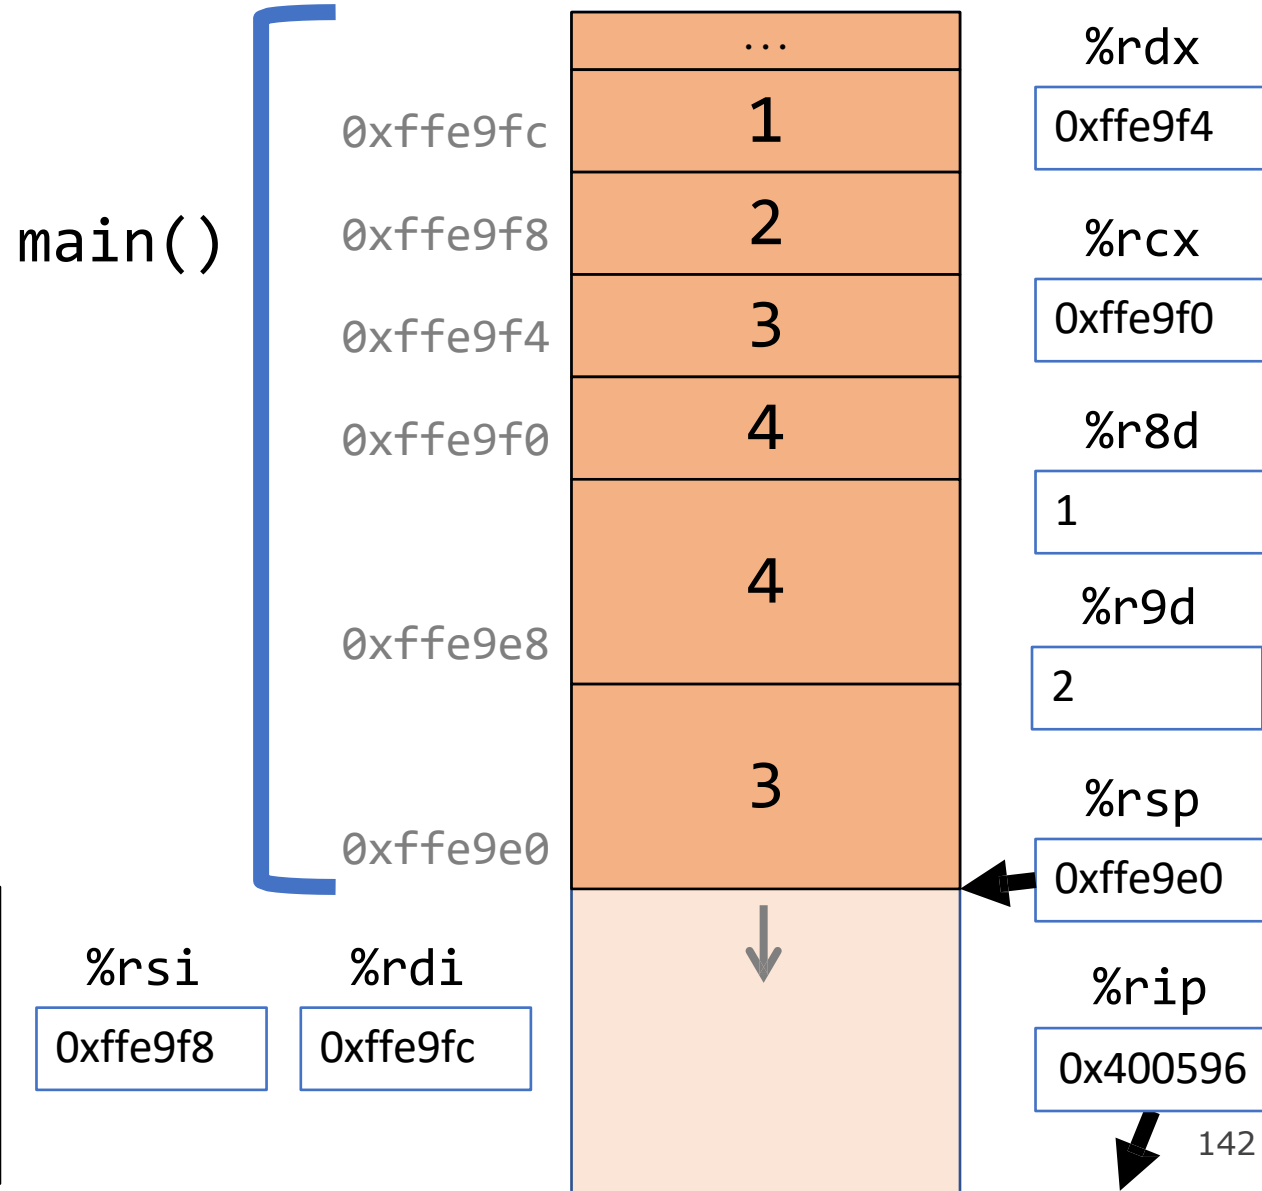 ...
%rdx
0xffe9fc
1
0xffe9f4
main()
0xffe9f8
2
%rcx
0xffe9f4
3
0xffe9f0
0xffe9f0
4
%r8d
1
4
%r9d
0xffe9e8
2
3
%rsp
0xffe9e0
0xffe9e0
%rsi
%rdi
%rip
0xffe9f8
0xffe9fc
0x400596
142